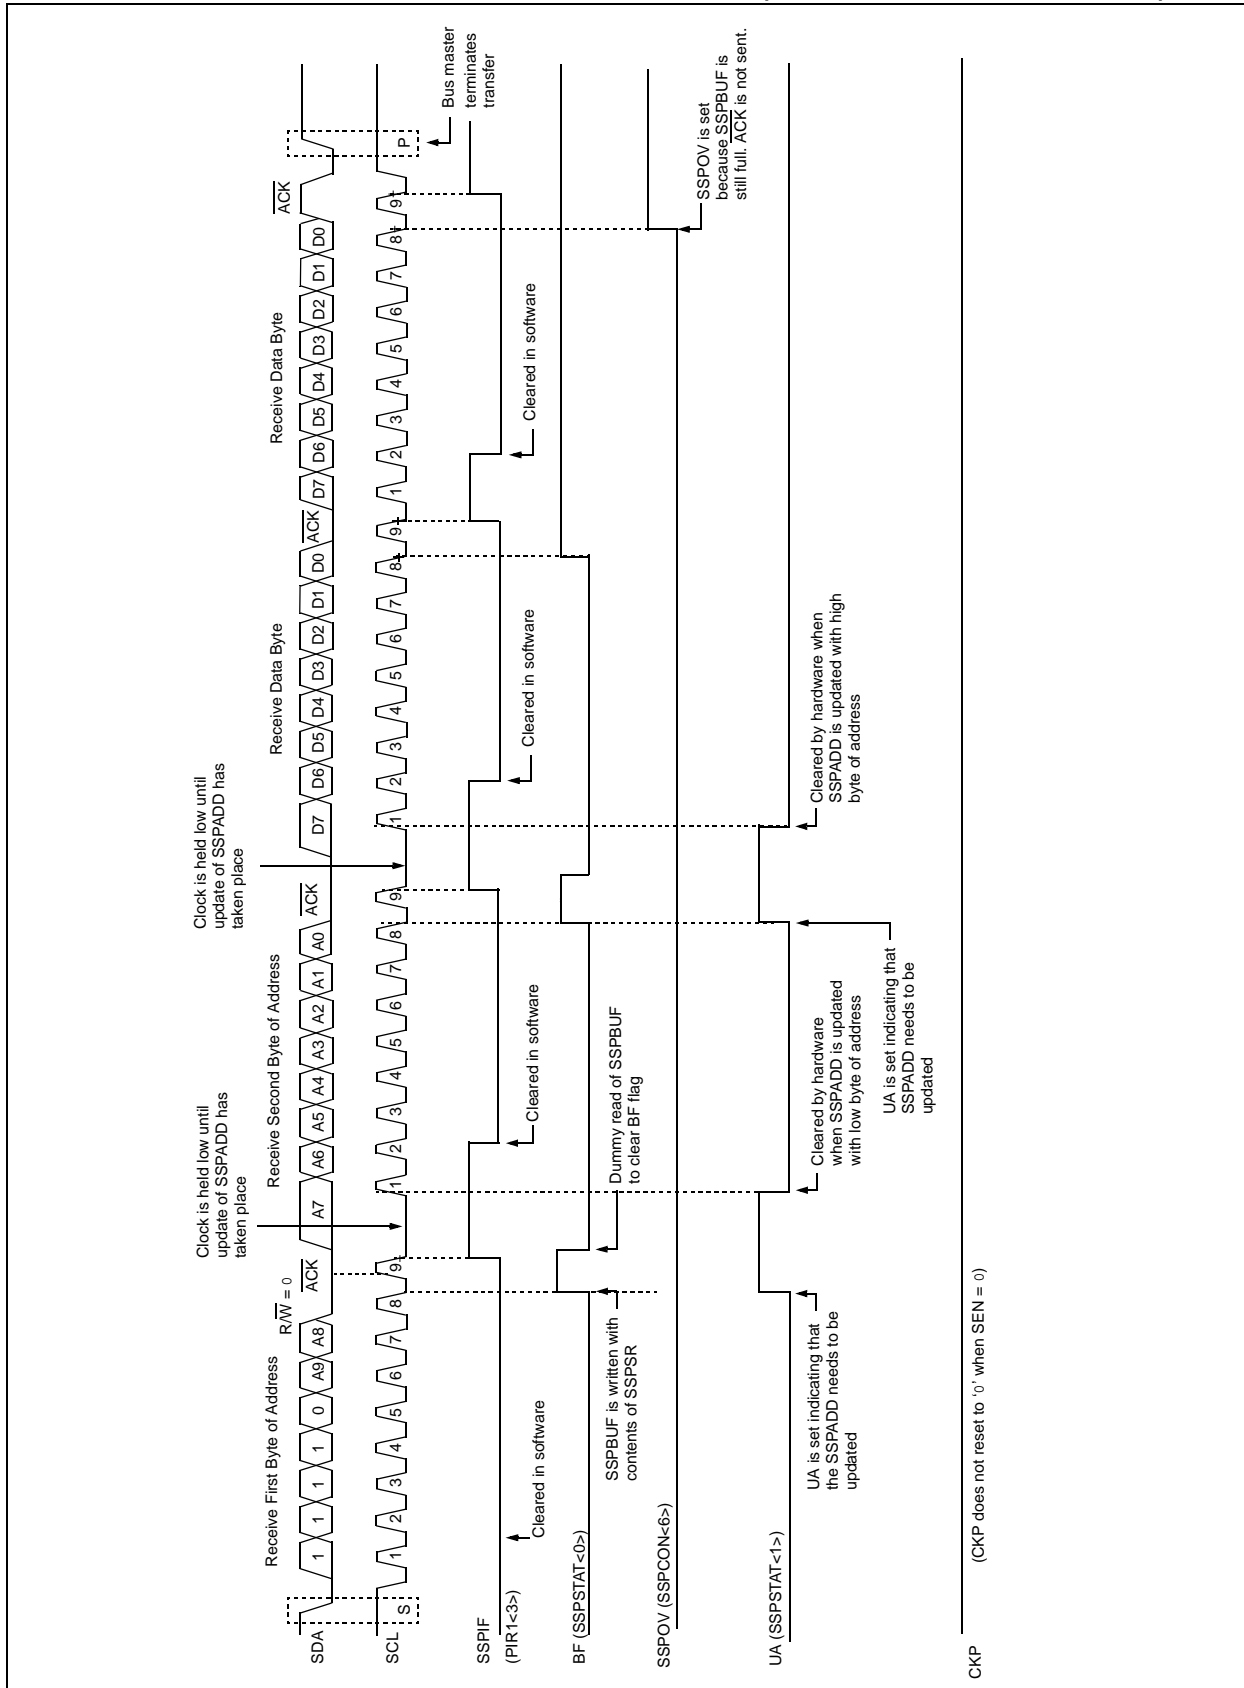 Receive First Byte of Address
R/W = 0
Clock is held low until
update of SSPADD has
taken place
Receive Second Byte of Address
Clock is held low until
update of SSPADD has
taken place
Receive Data Byte
Receive Data Byte
ACK
SDA
1 1 1 1 0 A9 A8 ACK A7 A6 A5 A4 A3 A2 A1 A0 ACK D7 D6 D5 D4 D3 D2 D1 D0 ACK D7 D6 D5 D4 D3 D2 D1 D0
SCL
S 1 2 3 4 5 6 7 8 9 1 2 3 4 5 6 7 8 9 1 2 3 4 5 6 7 8 9 1 2 3 4 5 6 7 8 9 P
Bus master
terminates
transfer
SSPIF
(PIR1<3>)
Cleared in software
Cleared in software
Cleared in software
Cleared in software
BF (SSPSTAT<0>)
SSPBUF is written with
contents of SSPSR
Dummy read of SSPBUF
to clear BF flag
SSPOV (SSPCON<6>)
SSPOV is set
because SSPBUF is
still full. ACK is not sent.
UA (SSPSTAT<1>)
UA is set indicating that
the SSPADD needs to be
updated
Cleared by hardware
when SSPADD is updated
with low byte of address
UA is set indicating that
SSPADD needs to be
updated
Cleared by hardware when
SSPADD is updated with high
byte of address
CKP
(CKP does not reset to ‘0’ when SEN = 0)